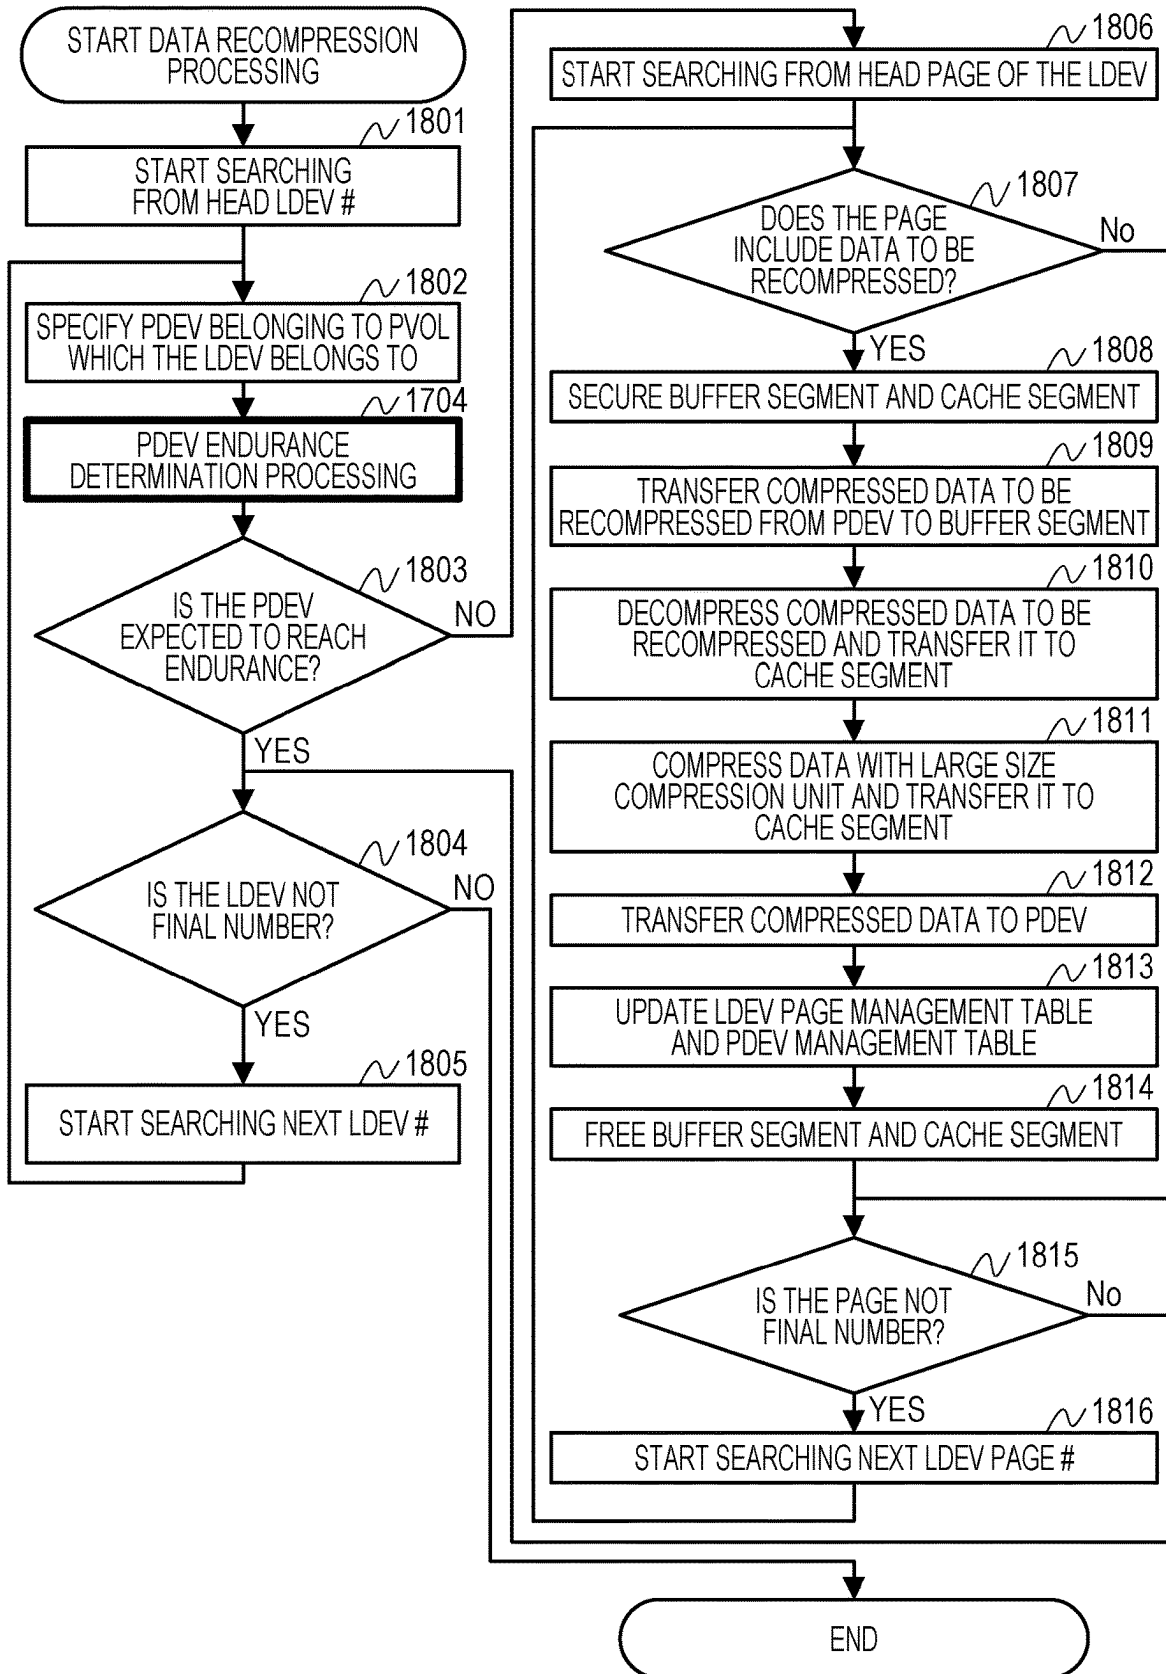 START DATA RECOMPRESSION
PROCESSING
1801
START SEARCHING
FROM HEAD LDEV #
1802
SPECIFY PDEV BELONGING TO PVOL
WHICH THE LDEV BELONGS TO
1704
PDEV ENDURANCE
DETERMINATION PROCESSING
1803
IS THE PDEV
EXPECTED TO REACH
ENDURANCE?
NO
YES
1804
IS THE LDEV NOT
FINAL NUMBER?
NO
YES
1805
START SEARCHING NEXT LDEV #
1806
START SEARCHING FROM HEAD PAGE OF THE LDEV
1807
DOES THE PAGE
INCLUDE DATA TO BE
RECOMPRESSED?
No
YES
1808
SECURE BUFFER SEGMENT AND CACHE SEGMENT
1809
TRANSFER COMPRESSED DATA TO BE
RECOMPRESSED FROM PDEV TO BUFFER SEGMENT
1810
DECOMPRESS COMPRESSED DATA TO BE
RECOMPRESSED AND TRANSFER IT TO
CACHE SEGMENT
1811
COMPRESS DATA WITH LARGE SIZE
COMPRESSION UNIT AND TRANSFER IT TO
CACHE SEGMENT
1812
TRANSFER COMPRESSED DATA TO PDEV
1813
UPDATE LDEV PAGE MANAGEMENT TABLE
AND PDEV MANAGEMENT TABLE
1814
FREE BUFFER SEGMENT AND CACHE SEGMENT
1815
IS THE PAGE NOT
FINAL NUMBER?
No
YES
1816
START SEARCHING NEXT LDEV PAGE #
END